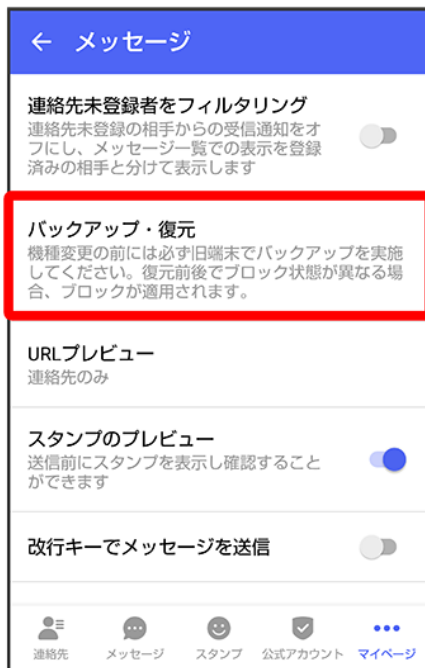 ← メッセージ
連絡先未登録者をフィルタリング
連絡先未登録の相手からの受信通知をオ
フにし、メッセージ一覧での表示を登録
済みの相手と分けて表示します
バックアップ・復元
機種変更の前には必ず旧端末でバックアップを実施
してください。復元前後でブロック状態が異なる場
合、ブロックが適用されます。
URLプレビュー
連絡先のみ
スタンプのプレビュー
送信前にスタンプを表示し確認すること
ができます
改行キーでメッセージを送信
連絡先 メッセージ スタンプ 公式アカウント マイページ